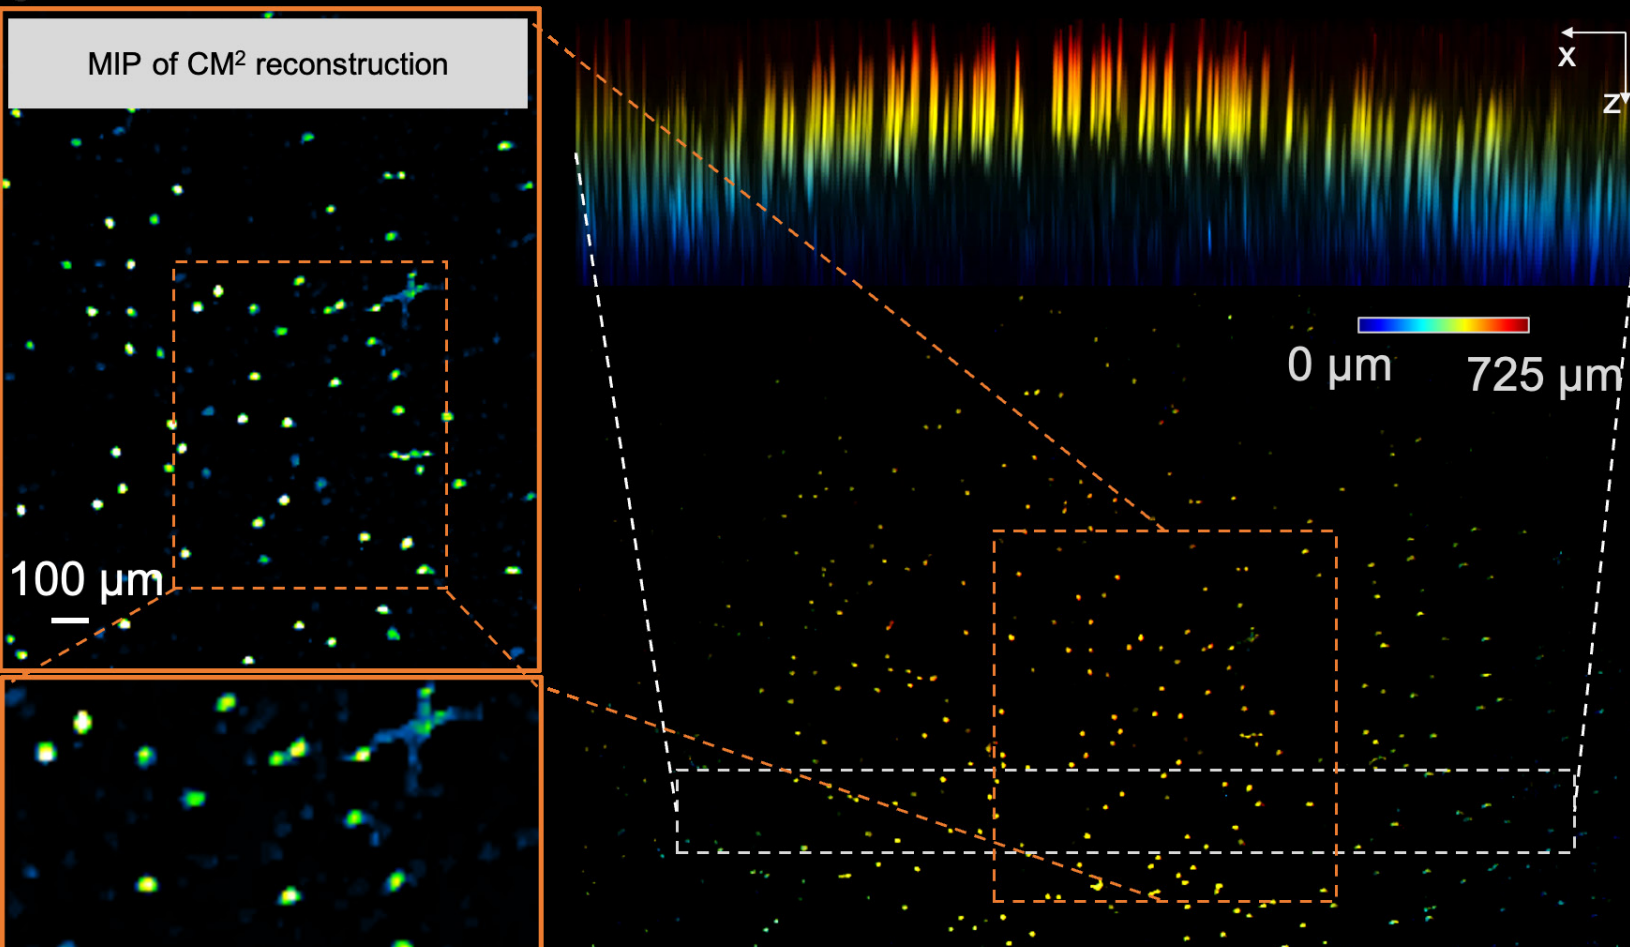 MIP of CM² reconstruction
X
Z
0 µm
725 µm
100 µm